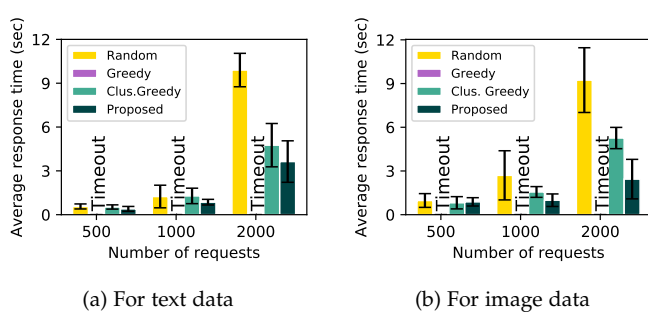 Average response time (sec)
12
9
6
3
0
Random
Greedy
Clus.Greedy
Proposed
Timeout
Timeout
Timeout
500
1000
2000
Number of requests
(a) For text data
Average response time (sec)
12
9
6
3
0
Random
Greedy
Clus. Greedy
Proposed
Timeout
Timeout
Timeout
500
1000
2000
Number of requests
(b) For image data